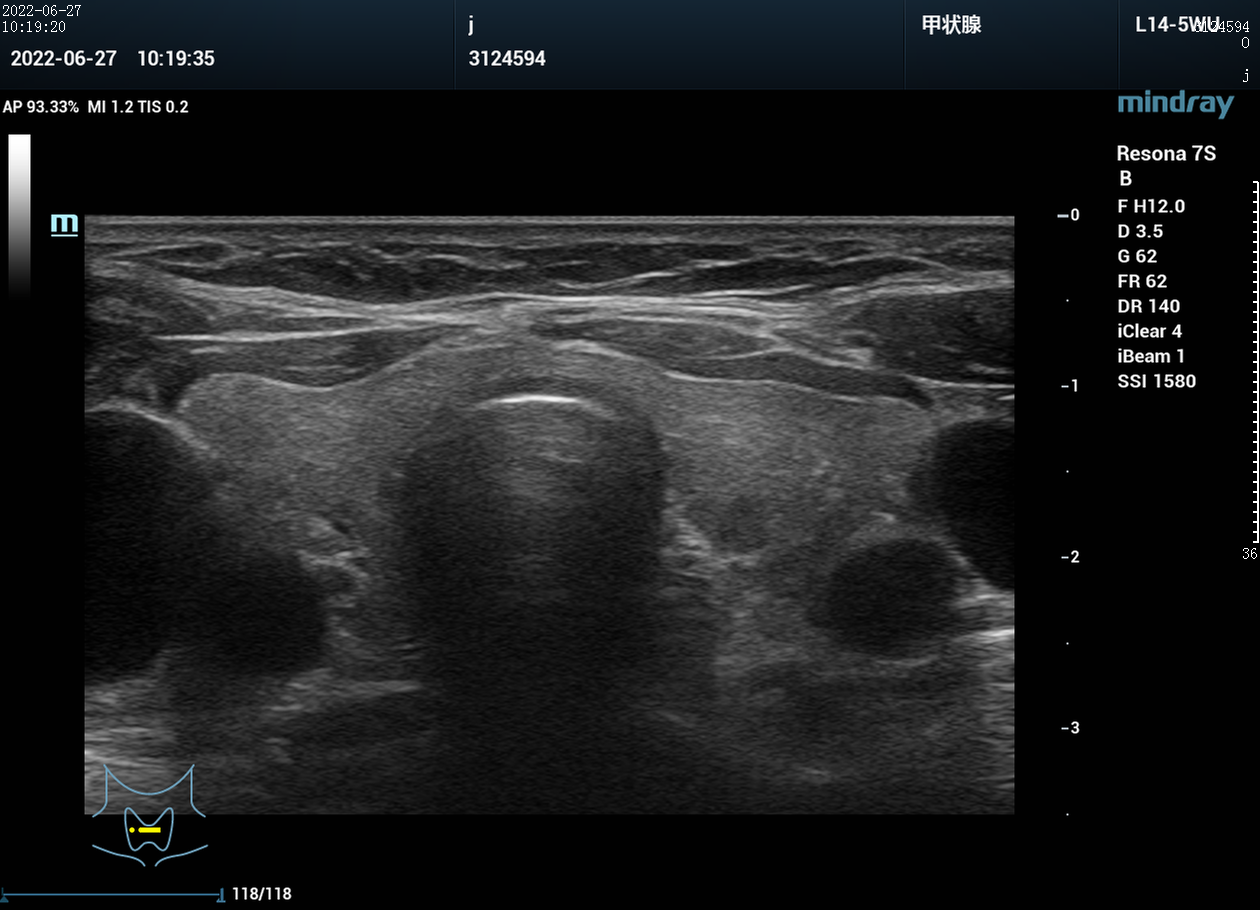 2022-06-27
10:19:20
2022-06-27 10:19:35
j
3124594
甲状腺
L14-5WU
3124594
0
j
AP 93.33% MI 1.2 TIS 0.2
mindray
Resona 7S
B
F H12.0
D 3.5
G 62
FR 62
DR 140
iClear 4
iBeam 1
SSI 1580
m
0
-1
-2
-3
36
118/118